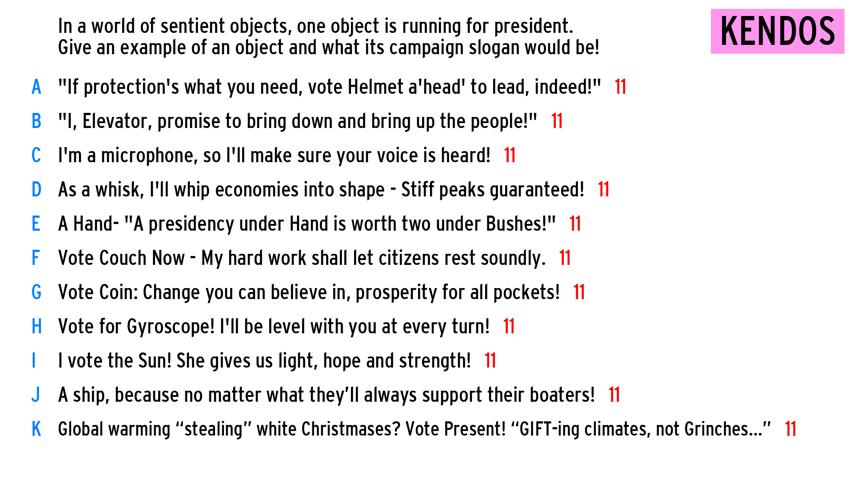 In a world of sentient objects, one object is running for president.
Give an example of an object and what its campaign slogan would be!
KENDOS
A "If protection's what you need, vote Helmet a'head' to lead, indeed!" 11
B "I, Elevator, promise to bring down and bring up the people!" 11
C I'm a microphone, so I'll make sure your voice is heard! 11
D As a whisk, I'll whip economies into shape - Stiff peaks guaranteed! 11
E A Hand- "A presidency under Hand is worth two under Bushes!" 11
F Vote Couch Now - My hard work shall let citizens rest soundly. 11
G Vote Coin: Change you can believe in, prosperity for all pockets! 11
H Vote for Gyroscope! I'll be level with you at every turn! 11
I I vote the Sun! She gives us light, hope and strength! 11
J A ship, because no matter what they’ll always support their boaters! 11
K Global warming “stealing” white Christmases? Vote Present! “GIFT-ing climates, not Grinches...” 11